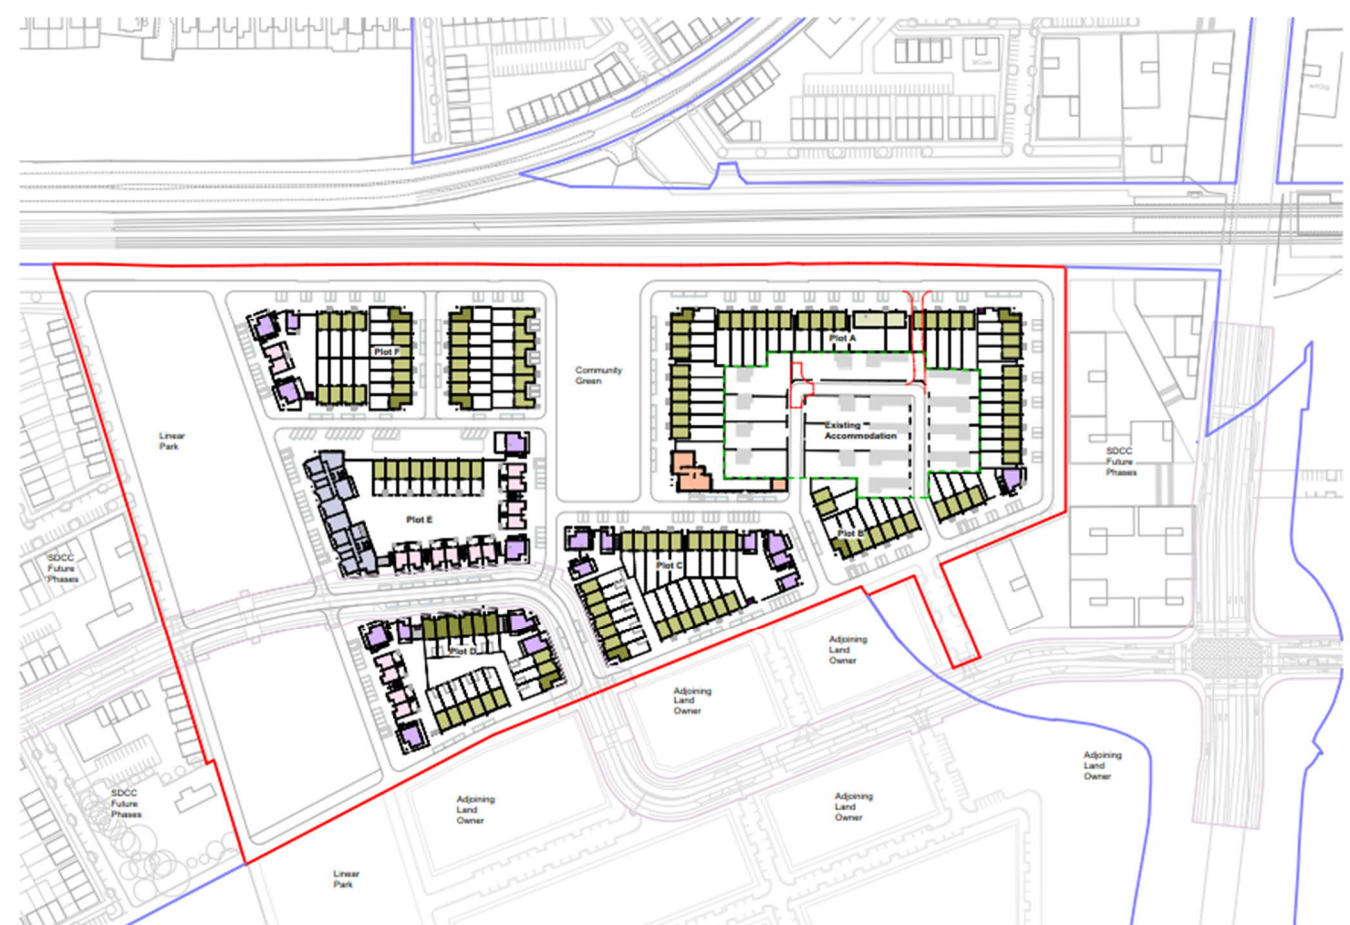 Plot A
Plot F
Community
Green
Existing
Accommodation
Linear
Park
SDCC
Future
Phases
Plot E
Plot B
SDCC
Future
Phases
Plot C
Plot D
Adjoining
Land
Owner
Adjoining
Land
Owner
Adjoining
Land
Owner
SDCC
Future
Phases
Adjoining
Land
Owner
Adjoining
Land
Owner
Linear
Park